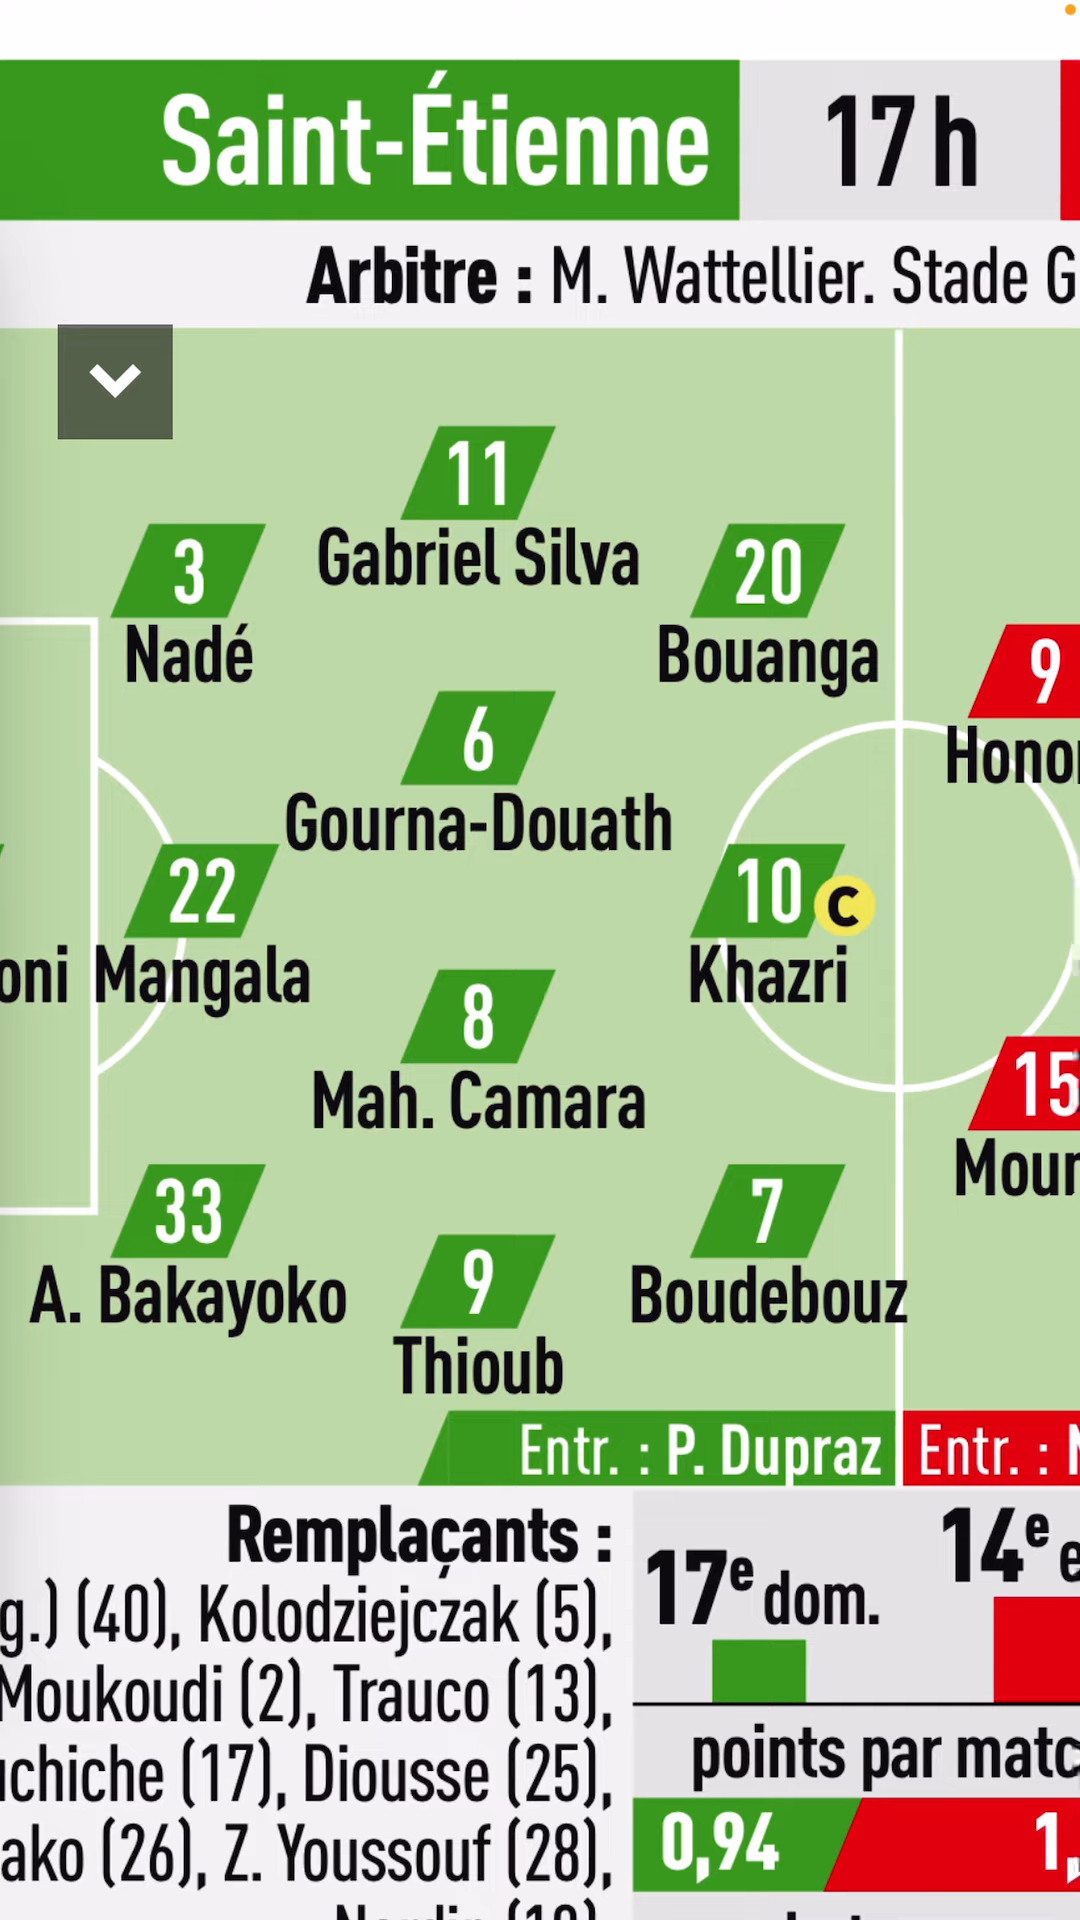 Saint-Étienne 17 h
Arbitre : M. Wattellier. Stade G
11
Gabriel Silva
3
Nadé
20
Bouanga
9
6
Gourna-Douath
22
Mangala
10 C
Khazri
8
Mah. Camara
15
33
A. Bakayoko
7
Boudebouz
9
Thioub
Entr. : P. Dupraz
Entr. :
Remplaçants :
g.) (40), Kolodziejczak (5),
Moukoudi (2), Trauco (13),
(17), Diousse (25),
(26), Z. Youssouf (28),
17e dom.
14e e
points par matc
0,94
1,